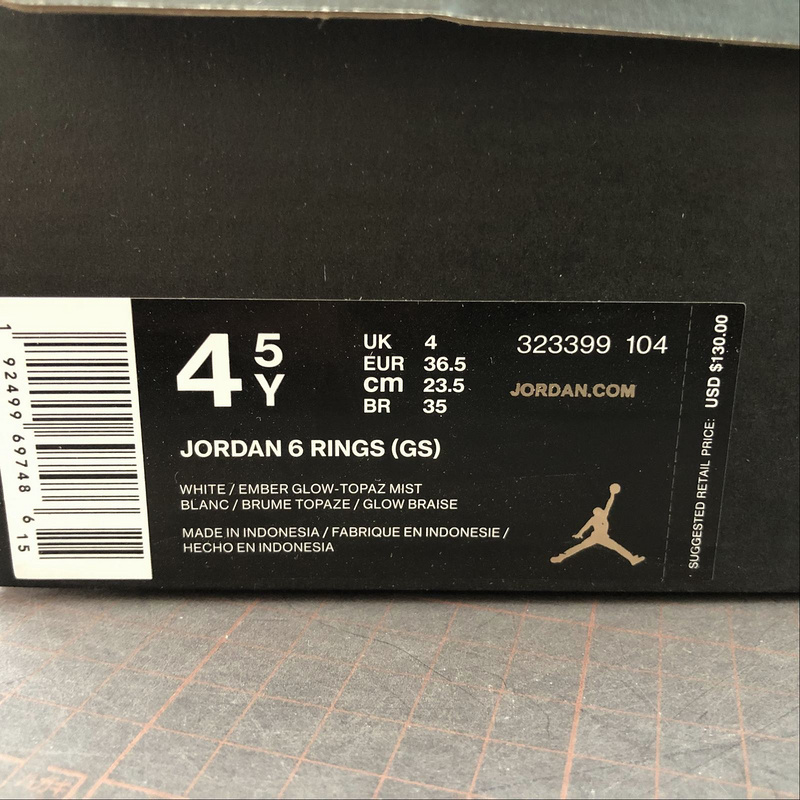 1 92499 69748 6 15
4 5Y
UK 4
EUR 36.5
cm 23.5
BR 35
323399 104
JORDAN.COM
JORDAN 6 RINGS (GS)
WHITE / EMBER GLOW-TOPAZ MIST
BLANC / BRUME TOPAZE / GLOW BRAISE
MADE IN INDONESIA / FABRIQUE EN INDONESIE /
HECHO EN INDONESIA
SUGGESTED RETAIL PRICE: USD $130.00